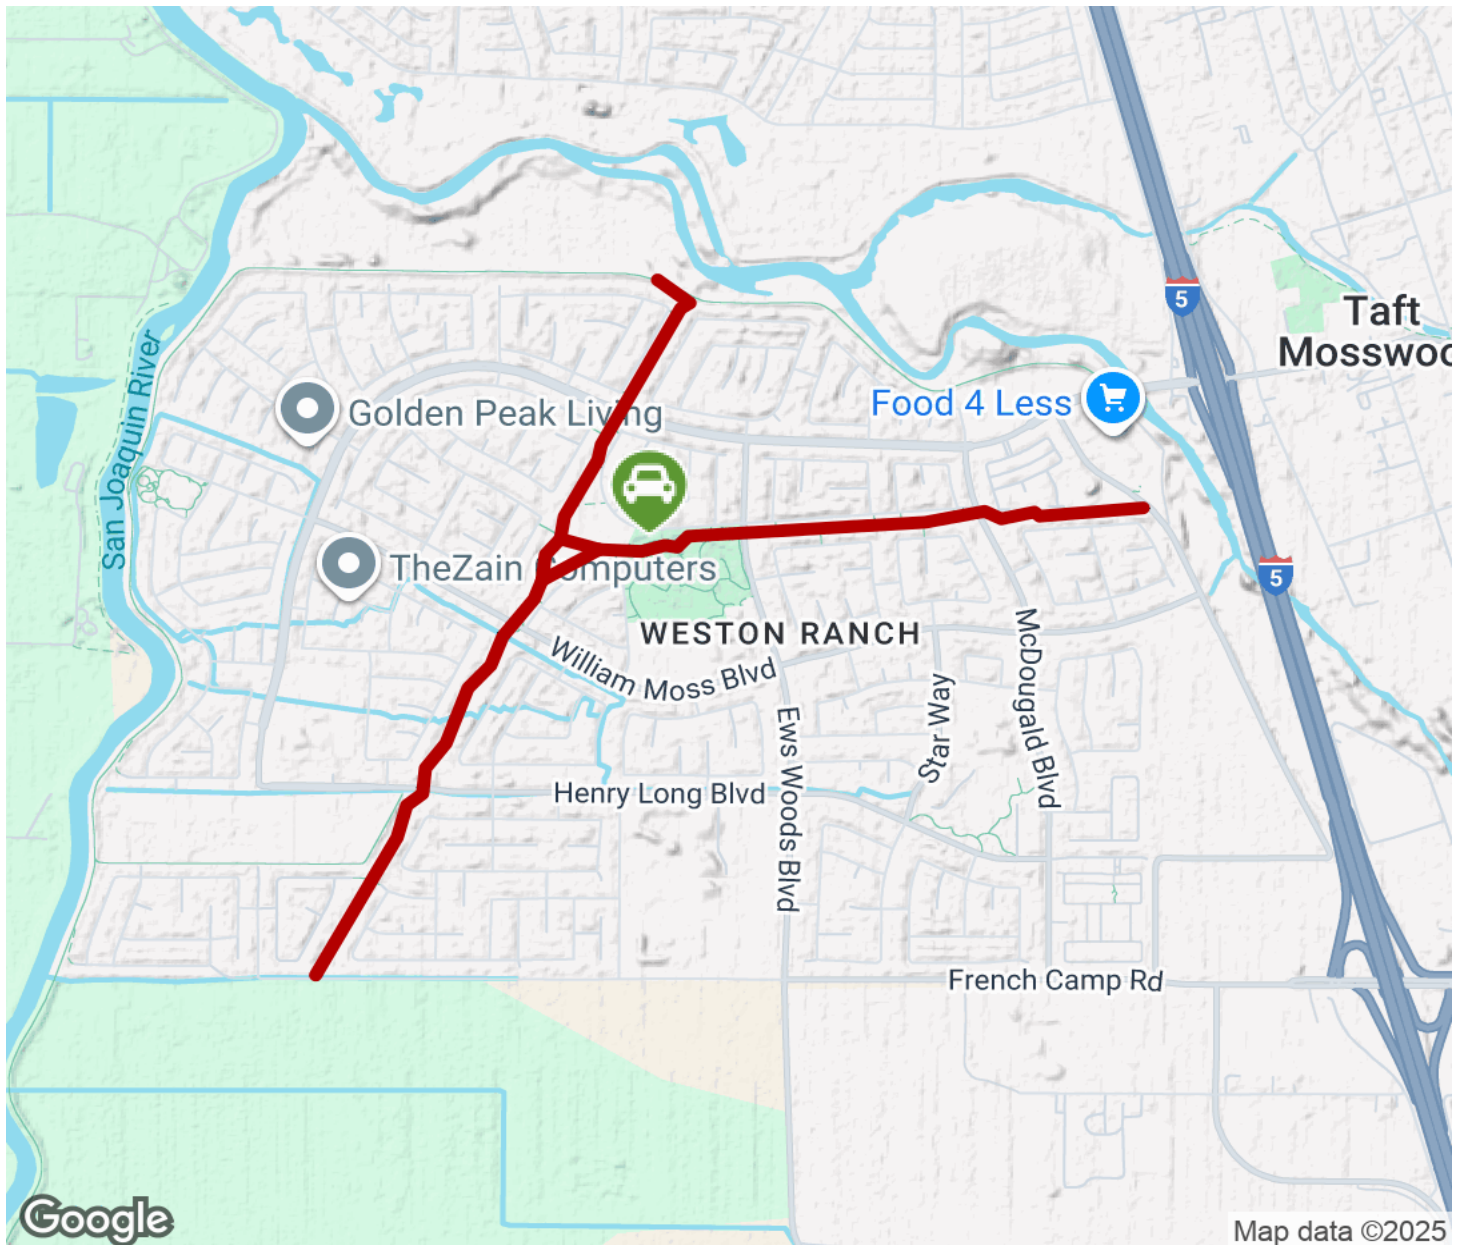 5
Taft
Mosswoo
Food 4 Less
Golden Peak Living
San Joaquin River
TheZain Computers
5
WESTON RANCH
William Moss Blvd
McDougald Blvd
Star Way
Ews Woods Blvd
Henry Long Blvd
French Camp Rd
Google
Map data ©2025